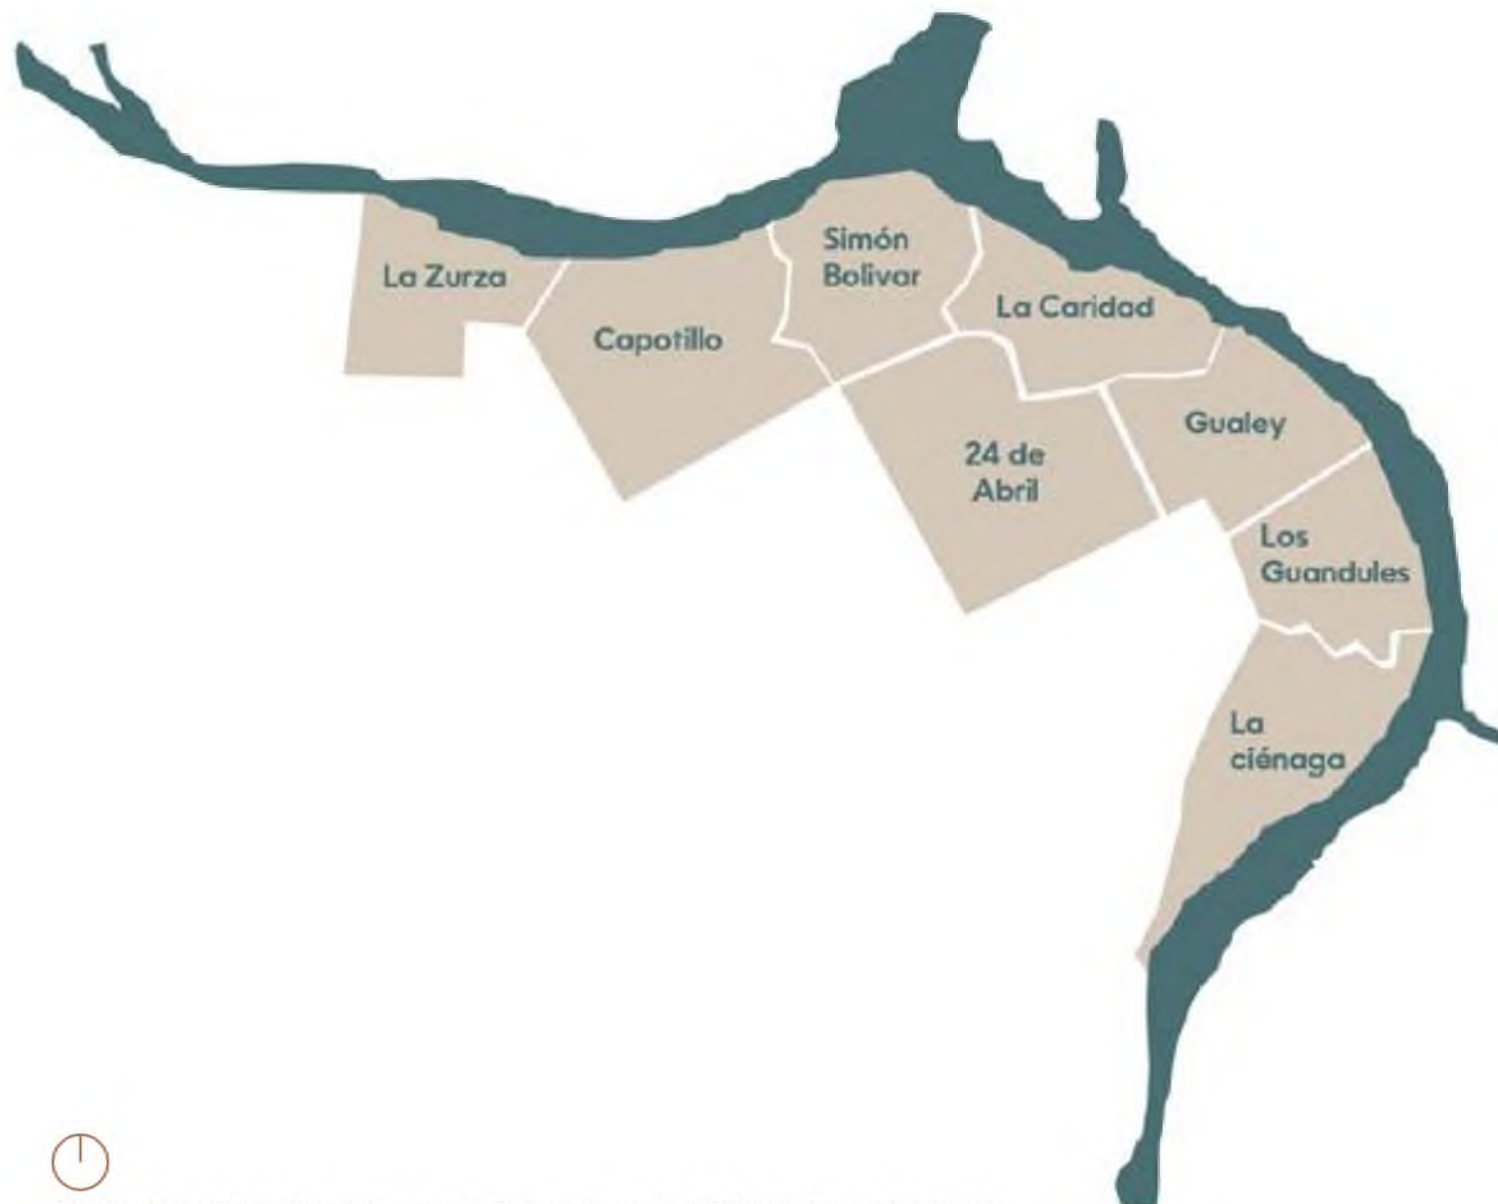 Simón
Bolivar
La Zurza
La Caridad
Capotillo
Gualey
24 de
Abril
Los
Guandules
La
ciénaga